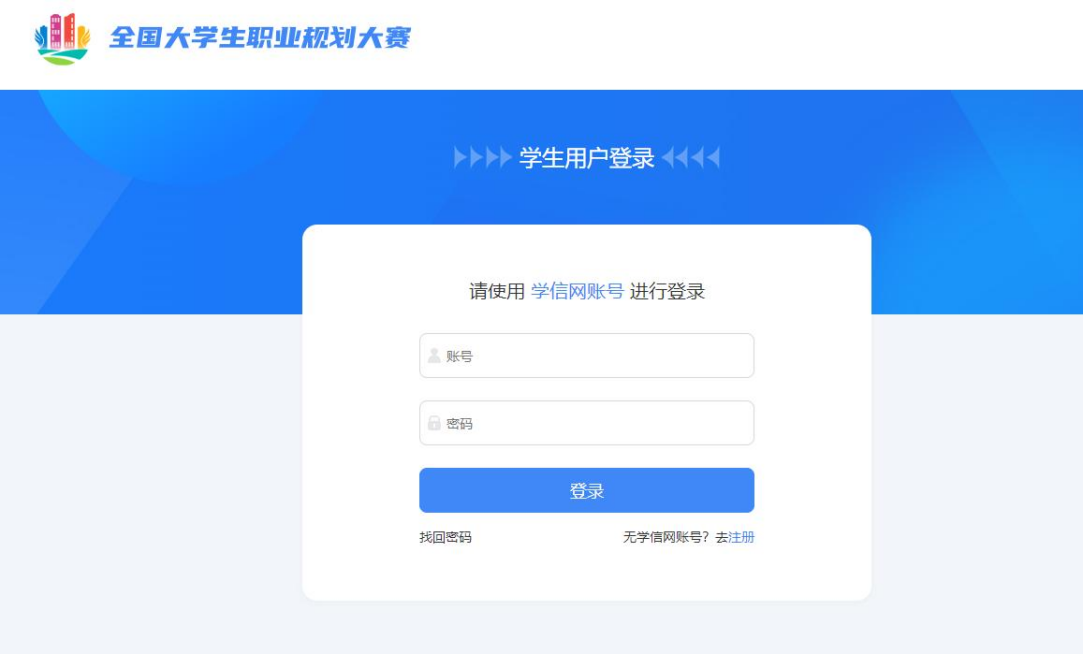 全国大学生职业规划大赛
学生用户登录
请使用 学信网账号 进行登录
账号
密码
登录
找回密码 无学信网账号？去注册